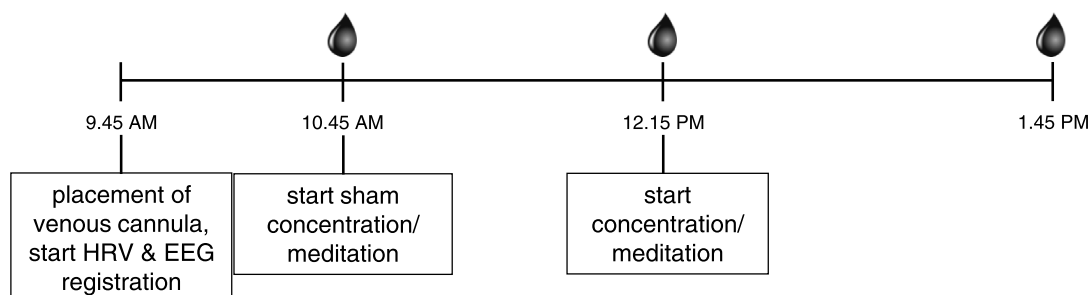 9.45 AM
10.45 AM
12.15 PM
1.45 PM
placement of
venous cannula,
start HRV & EEG
registration
start sham
concentration/
meditation
start
concentration/
meditation